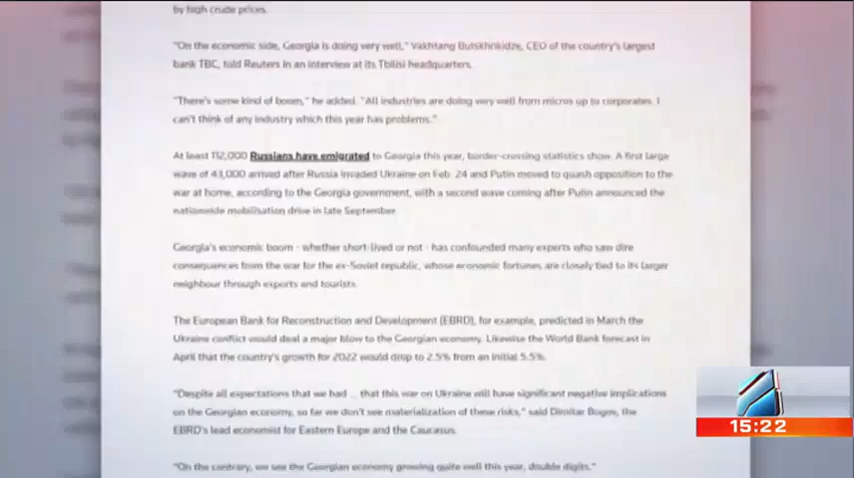 by high crude prices.
"On the economic side, Georgia is doing very well," Vakhtang Butskhrikidze, CEO of the country's largest
bank TBC, told Reuters in an interview at its Tbilisi headquarters.
"There's some kind of boom," he added. "All industries are doing very well from micros up to corporates. I
can't think of any industry which this year has problems."
At least 112,000 Russians have emigrated to Georgia this year, border-crossing statistics show. A first large
wave of 43,000 arrived after Russia invaded Ukraine on Feb. 24 and Putin moved to quash opposition to the
war at home, according to the Georgia government, with a second wave coming after Putin announced the
nationwide mobilisation drive in late September.
Georgia's economic boom - whether short-lived or not - has confounded many experts who saw dire
consequences from the war for the ex-Soviet republic, whose economic fortunes are closely tied to its larger
neighbour through exports and tourists.
The European Bank for Reconstruction and Development (EBRD), for example, predicted in March the
Ukraine conflict would deal a major blow to the Georgian economy. Likewise the World Bank forecast in
April that the country's growth for 2022 would drop to 2.5% from an initial 5.5%.
"Despite all expectations that we had ... that this war on Ukraine will have significant negative implications
on the Georgian economy, so far we don't see materialization of these risks," said Dimitar Bogov, the
EBRD's lead economist for Eastern Europe and the Caucasus.
"On the contrary, we see the Georgian economy growing quite well this year, double digits."
15:22